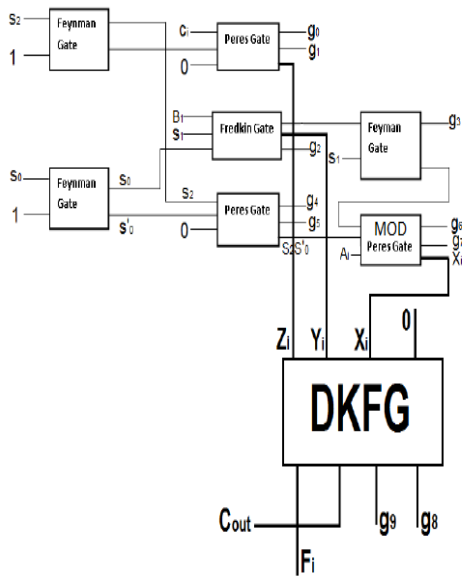 S₂
1
Feynman
Gate
cᵢ
0
Peres Gate
g₀
g₁
B₁
S₁
Fredkin Gate
g₂
Feyman
Gate
g₃
S₁
S₀
1
Feynman
Gate
S₀
S'₀
S₂
0
Peres Gate
g₄
g₅
S₂S'₀
Aᵢ
MOD
Peres Gate
g₆
g₇
Xᵢ
Zᵢ
Yᵢ
Xᵢ
0
DKFG
Cout
g₉
g₈
Fᵢ